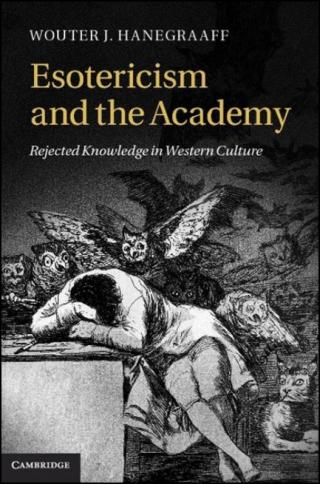 WOUTER J. HANEGRAAFF
Esotericism
and the Academy
Rejected Knowledge in Western Culture
CAMBRIDGE